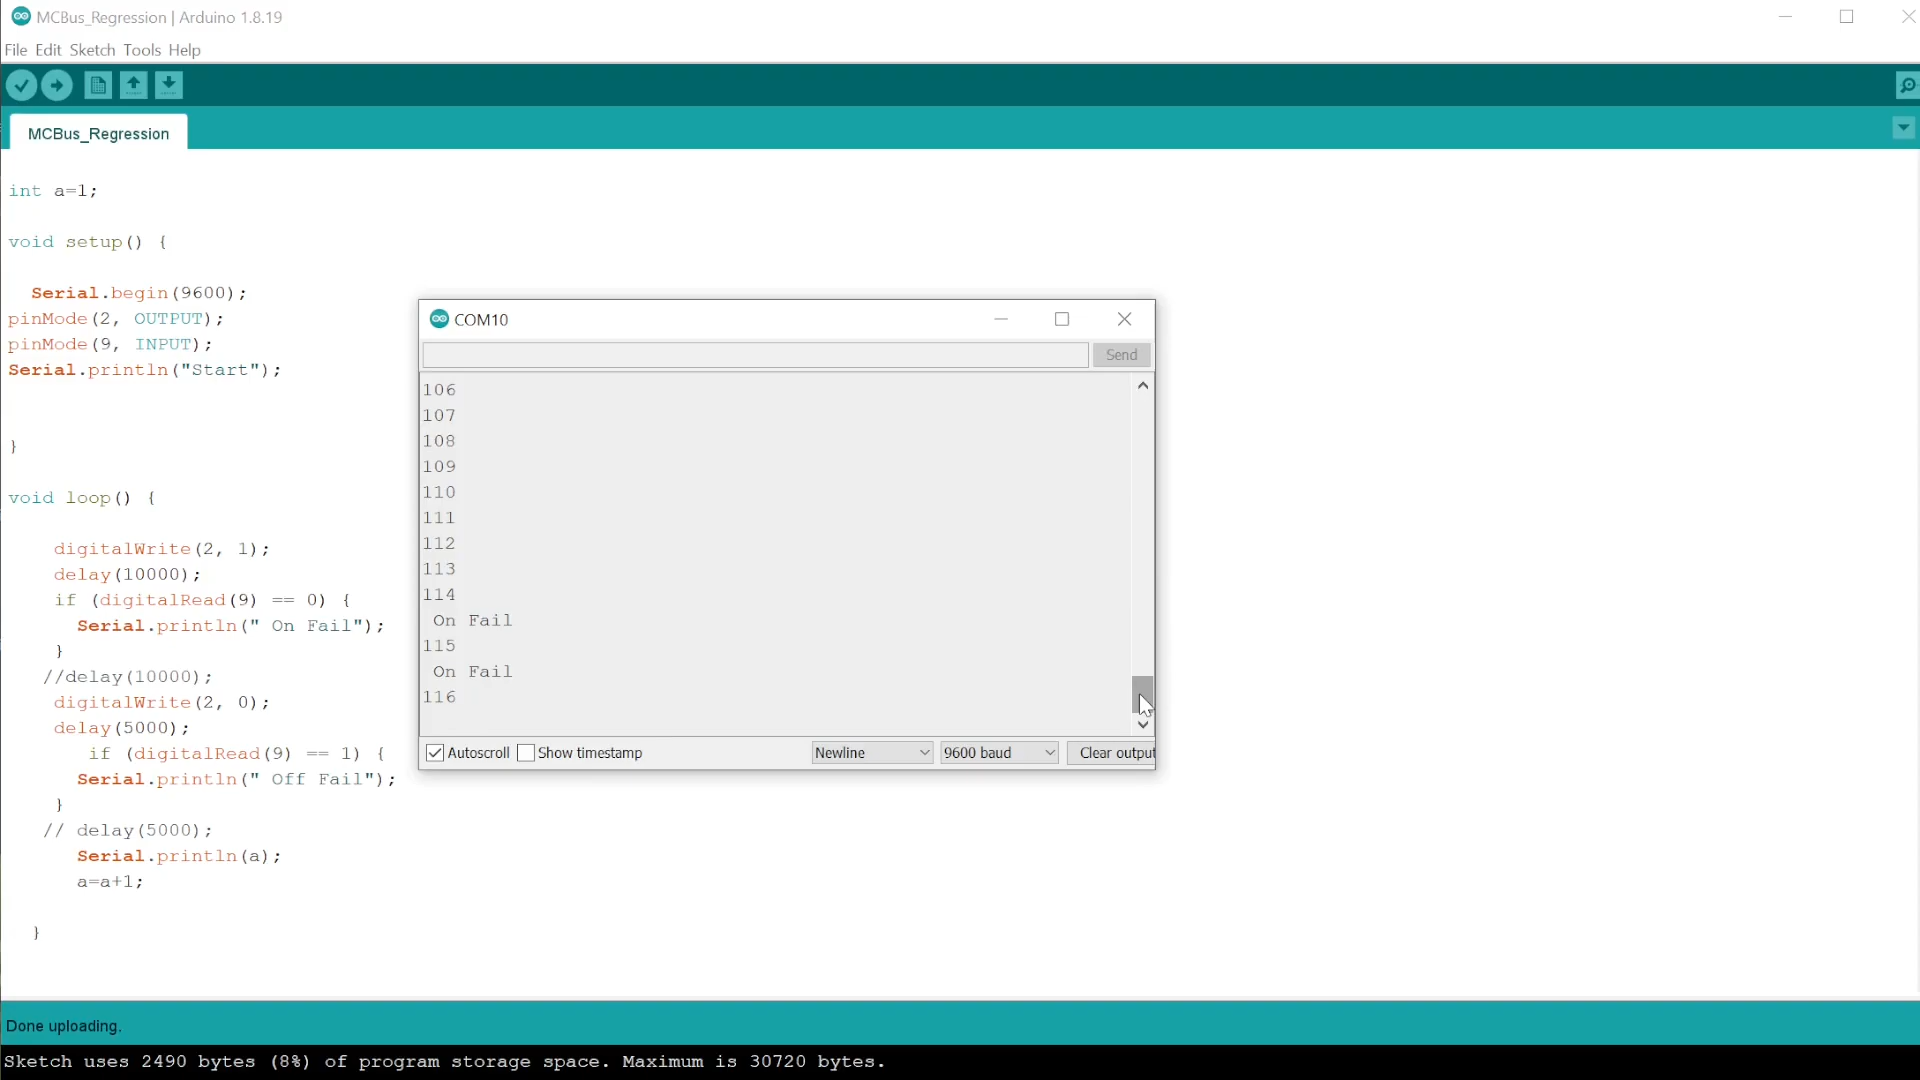 MCBus_Regression | Arduino 1.8.19
File Edit Sketch Tools Help
MCBus_Regression
int a=1;
void setup() {
Serial.begin(9600);
pinMode(2, OUTPUT);
pinMode(9, INPUT);
Serial.println("Start");
}
void loop() {
digitalWrite(2, 1);
delay(10000);
if (digitalRead(9) == 0) {
Serial.println(" On Fail");
}
//delay(10000);
digitalWrite(2, 0);
delay(5000);
if (digitalRead(9) == 1) {
Serial.println(" Off Fail");
}
// delay(5000);
Serial.println(a);
a=a+1;
}
COM10
Send
106
107
108
109
110
111
112
113
114
On Fail
115
On Fail
116
Autoscroll Show timestamp Newline 9600 baud Clear output
Done uploading.
Sketch uses 2490 bytes (8%) of program storage space. Maximum is 30720 bytes.